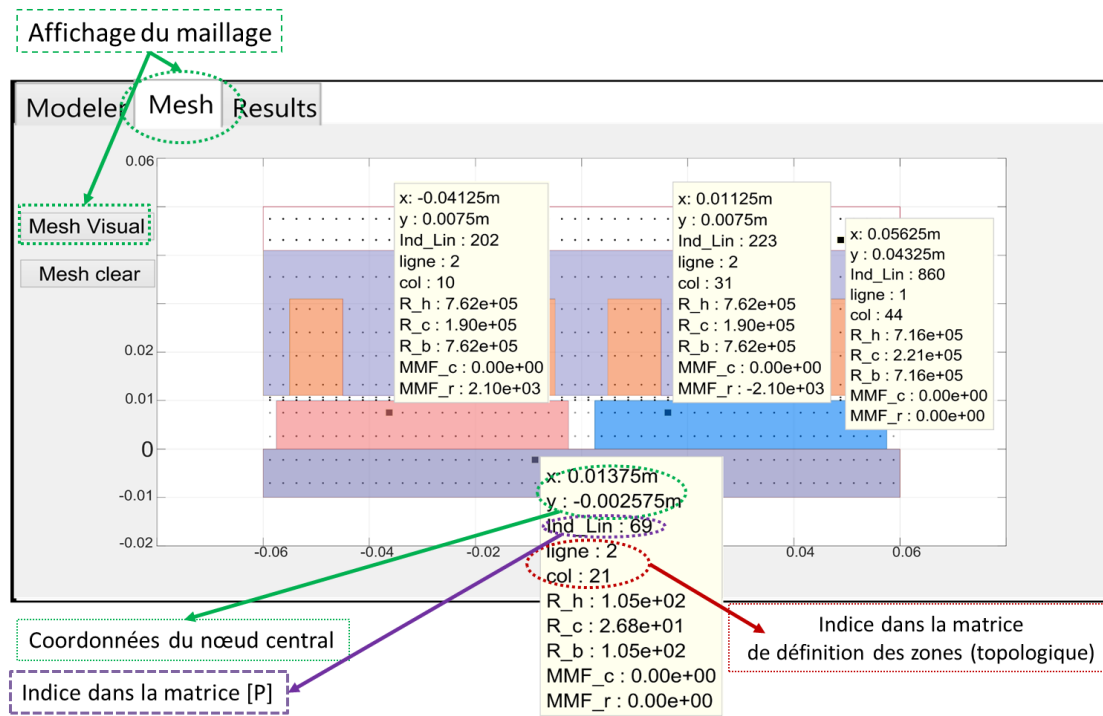 Affichage du maillage
Modeler
Mesh
Results
Mesh Visual
Mesh clear
0.06
0.02
0.01
0
-0.01
-0.02
-0.06
-0.04
-0.02
0.04
0.06
x: -0.04125m
y : 0.0075m
Ind_Lin : 202
ligne : 2
col : 10
R_h : 7.62e+05
R_c : 1.90e+05
R_b : 7.62e+05
MMF_c : 0.00e+00
MMF_r : 2.10e+03
x: 0.01125m
y : 0.0075m
Ind_Lin : 223
ligne : 2
col : 31
R_h : 7.62e+05
R_c : 1.90e+05
R_b : 7.62e+05
MMF_c : 0.00e+00
MMF_r : -2.10e+03
x: 0.05625m
y : 0.04325m
Ind_Lin : 860
ligne : 1
col : 44
R_h : 7.16e+05
R_c : 2.21e+05
R_b : 7.16e+05
MMF_c : 0.00e+00
MMF_r : 0.00e+00
x: 0.01375m
y : -0.002575m
Ind_Lin : 69
ligne : 2
col : 21
R_h : 1.05e+02
R_c : 2.68e+01
R_b : 1.05e+02
MMF_c : 0.00e+00
MMF_r : 0.00e+00
Coordonnées du nœud central
Indice dans la matrice [P]
Indice dans la matrice
de définition des zones (topologique)